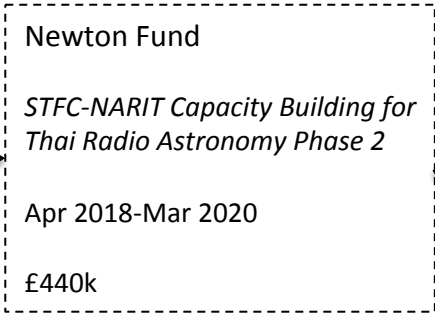 Newton Fund
STFC-NARIT Capacity Building for
Thai Radio Astronomy Phase 2
Apr 2018-Mar 2020
£440k